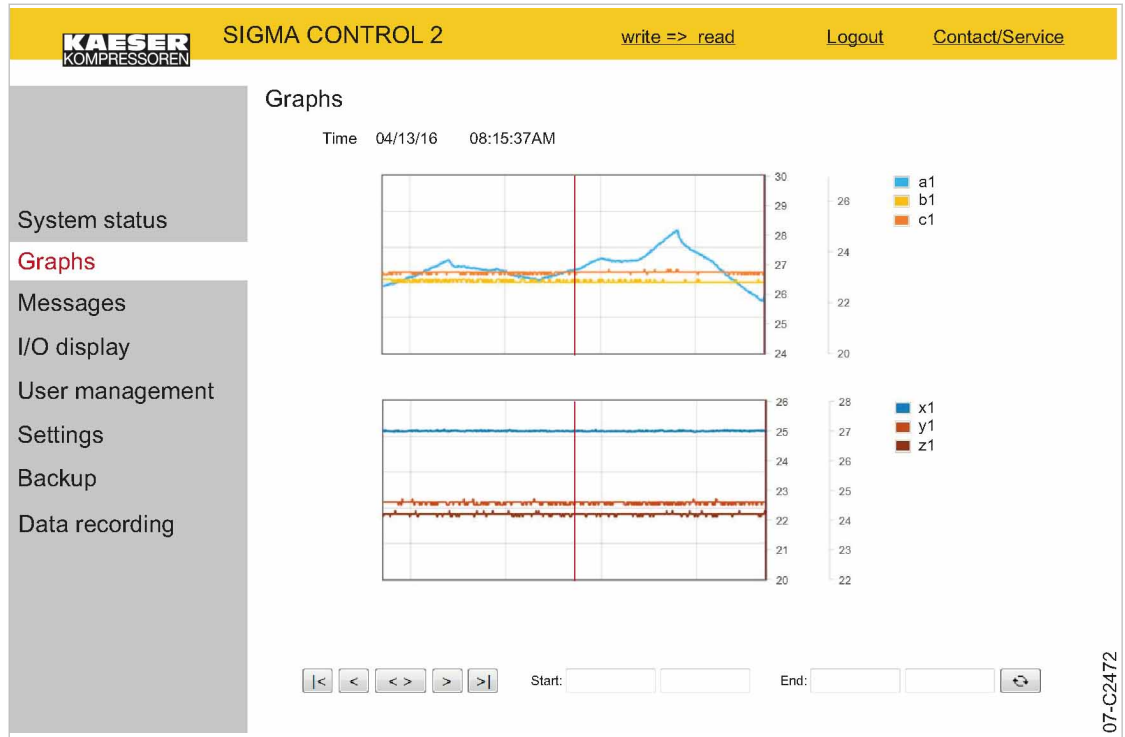 KAESER
KOMPRESSOREN
SIGMA CONTROL 2
write => read
Logout
Contact/Service
System status
Graphs
Messages
I/O display
User management
Settings
Backup
Data recording
Graphs
Time 04/13/16 08:15:37AM
30
29
28
27
26
25
24
26
24
22
20
a1
b1
c1
26
25
24
23
22
21
20
28
27
26
25
24
23
22
x1
y1
z1
|< < < > > >|
Start:
End:
07-C2472